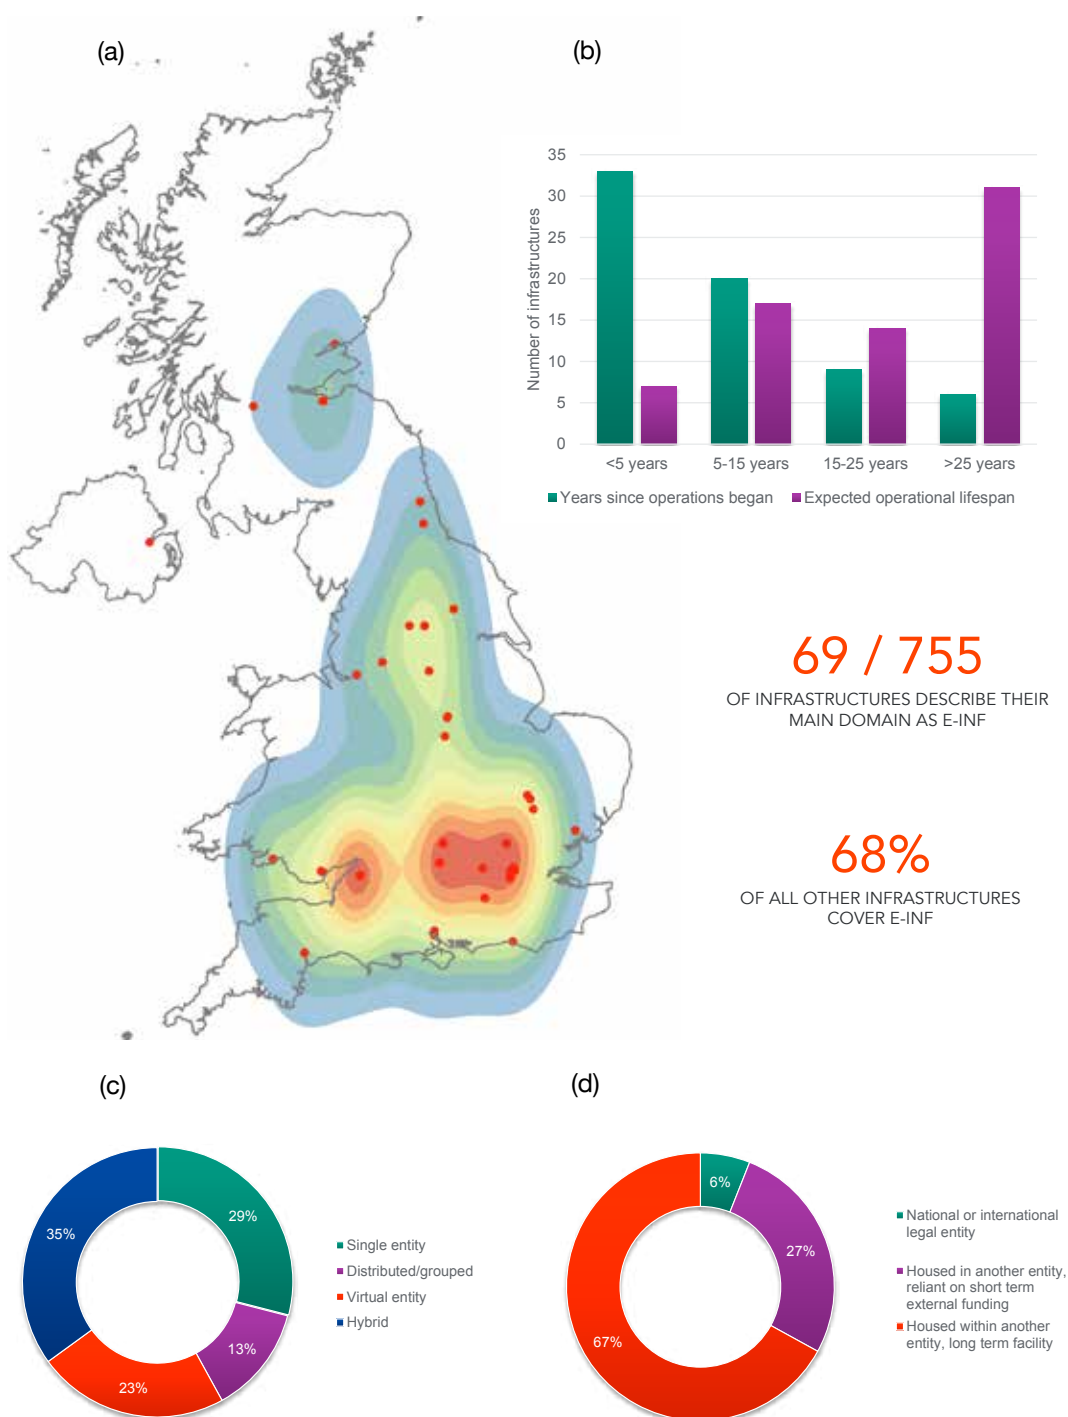 (a)
(b)
35
30
25
20
15
10
5
0
Number of infrastructures
<5 years
5-15 years
15-25 years
>25 years
Years since operations began
Expected operational lifespan
69 / 755
OF INFRASTRUCTURES DESCRIBE THEIR
MAIN DOMAIN AS E-INF
68%
OF ALL OTHER INFRASTRUCTURES
COVER E-INF
(c)
29%
13%
23%
35%
Single entity
Distributed/grouped
Virtual entity
Hybrid
(d)
6%
27%
67%
National or international
legal entity
Housed in another entity,
reliant on short term
external funding
Housed within another
entity, long term facility